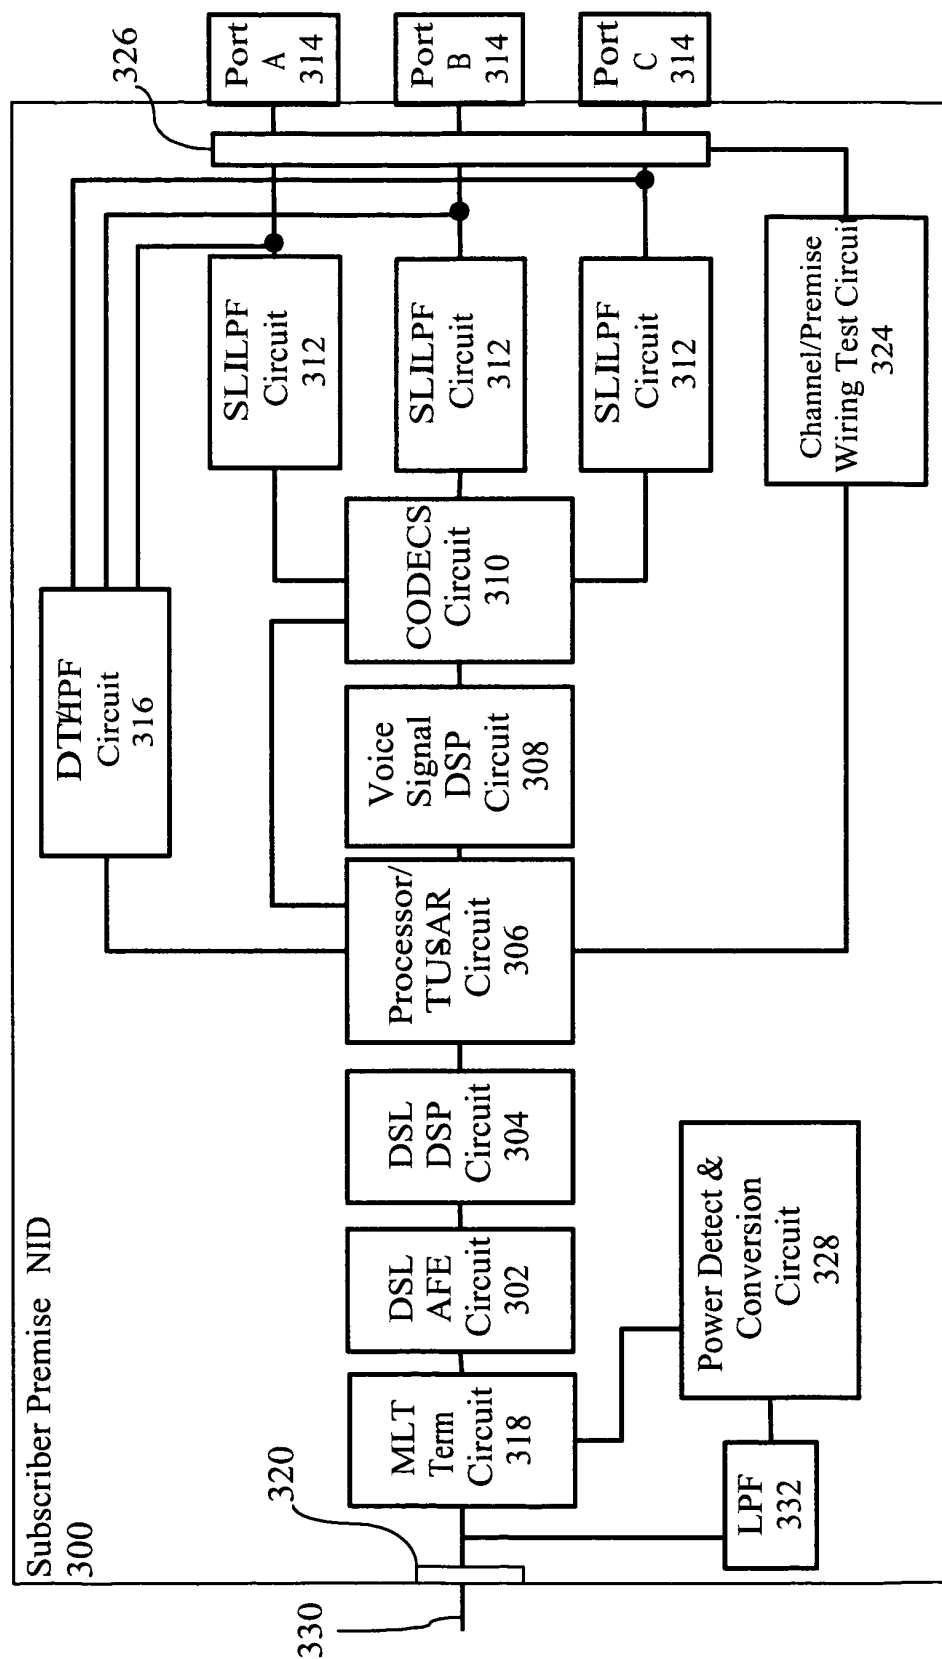 Subscriber Premise NID
300
330
320
MLT
Term
Circuit
318
DSL
AFE
Circuit
302
DSL
DSP
Circuit
304
Processor/
TUSAR
Circuit
306
Voice
Signal
DSP
Circuit
308
CODECS
Circuit
310
DTHPF
Circuit
316
SLILPF
Circuit
312
SLILPF
Circuit
312
SLILPF
Circuit
312
326
Port
A
314
Port
B
314
Port
C
314
Channel/Premise
Wiring Test Circuit
324
LPF
332
Power Detect &
Conversion
Circuit
328